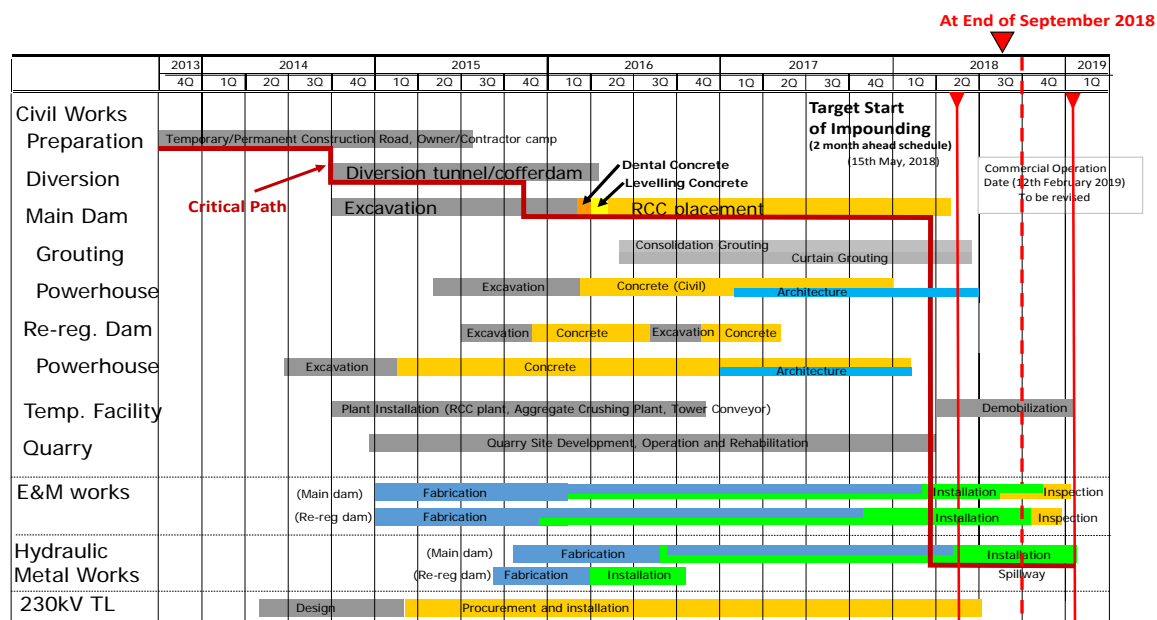 At End of September 2018
2013 2014 2015 2016 2017 2018 2019
4Q 1Q 2Q 3Q 4Q 1Q 2Q 3Q 4Q 1Q 2Q 3Q 4Q 1Q 2Q 3Q 4Q 1Q 2Q 3Q 4Q 1Q
Civil Works
Target Start
of Impounding
(2 month ahead schedule)
(15th May, 2018)
Preparation
Temporary/Permanent Construction Road, Owner/Contractor camp
Commercial Operation
Date (12th February 2019)
To be revised
Diversion
Diversion tunnel/cofferdam
Dental Concrete
Levelling Concrete
Critical Path
Main Dam
Excavation
RCC placement
Grouting
Consolidation Grouting
Curtain Grouting
Powerhouse
Excavation
Concrete (Civil)
Architecture
Re-reg. Dam
Excavation
Concrete
Excavation
Concrete
Powerhouse
Excavation
Concrete
Architecture
Temp. Facility
Plant Installation (RCC plant, Aggregate Crushing Plant, Tower Conveyor)
Demobilization
Quarry
Quarry Site Development, Operation and Rehabilitation
E&M works
(Main dam)
Fabrication
Installation
Inspection
(Re-reg dam)
Fabrication
Installation
Inspection
Hydraulic
Metal Works
(Main dam)
Fabrication
Installation
(Re-reg dam)
Fabrication
Installation
Spillway
230kV TL
Design
Procurement and installation